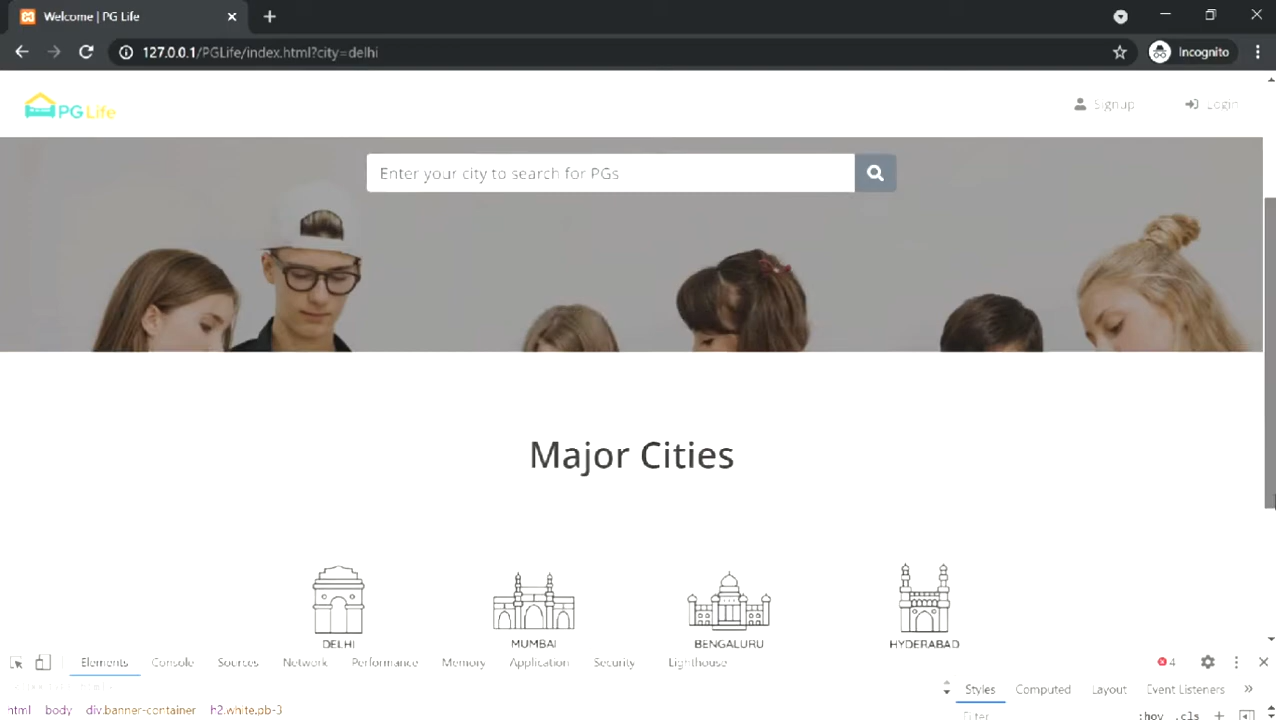 Welcome | PG Life
127.0.0.1/PGLife/index.html?city=delhi
Incognito
PG Life
Signup
Login
Enter your city to search for PGs
Major Cities
DELHI
MUMBAI
BENGALURU
HYDERABAD
Elements Console Sources Network Performance Memory Application Security Lighthouse 4
Styles Computed Layout Event Listeners »
html body div.banner-container h2.white.pb-3
Filter :hov .cls +